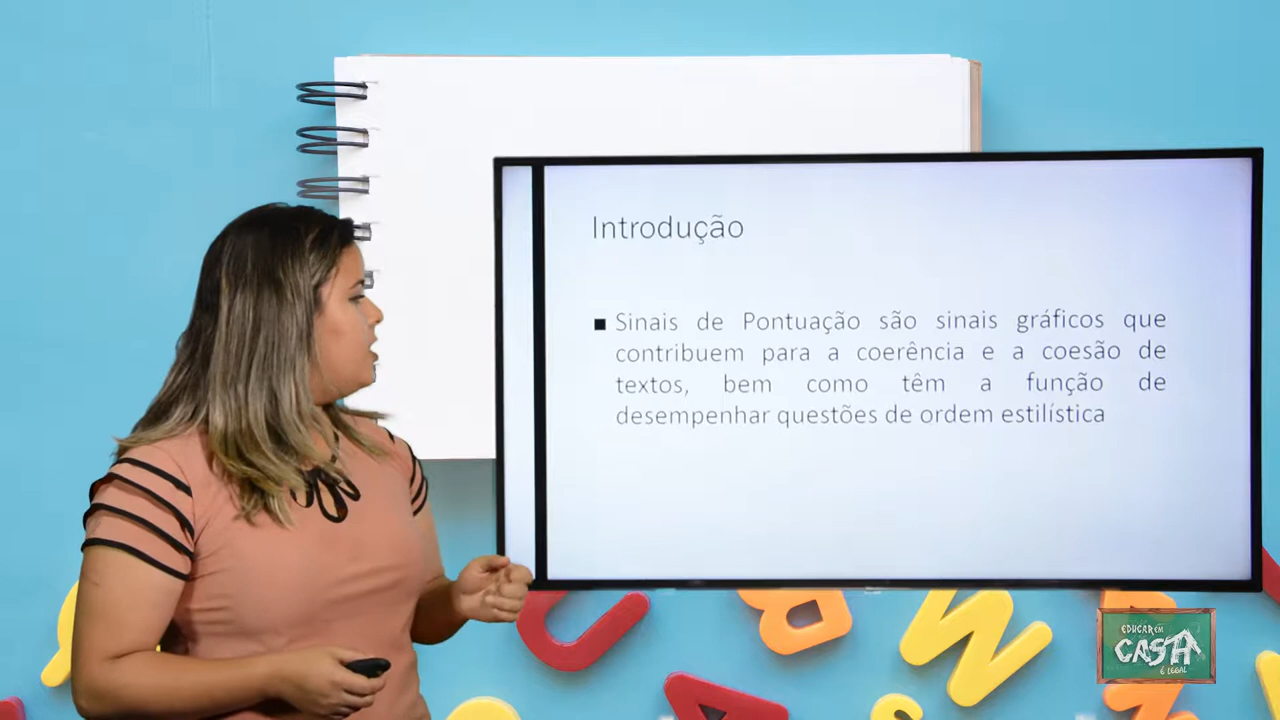 Introdução
Sinais de Pontuação são sinais gráficos que
contribuem para a coerência e a coesão de
textos, bem como têm a função de
desempenhar questões de ordem estilística
EDUCAR EM
CASA
É LEGAL